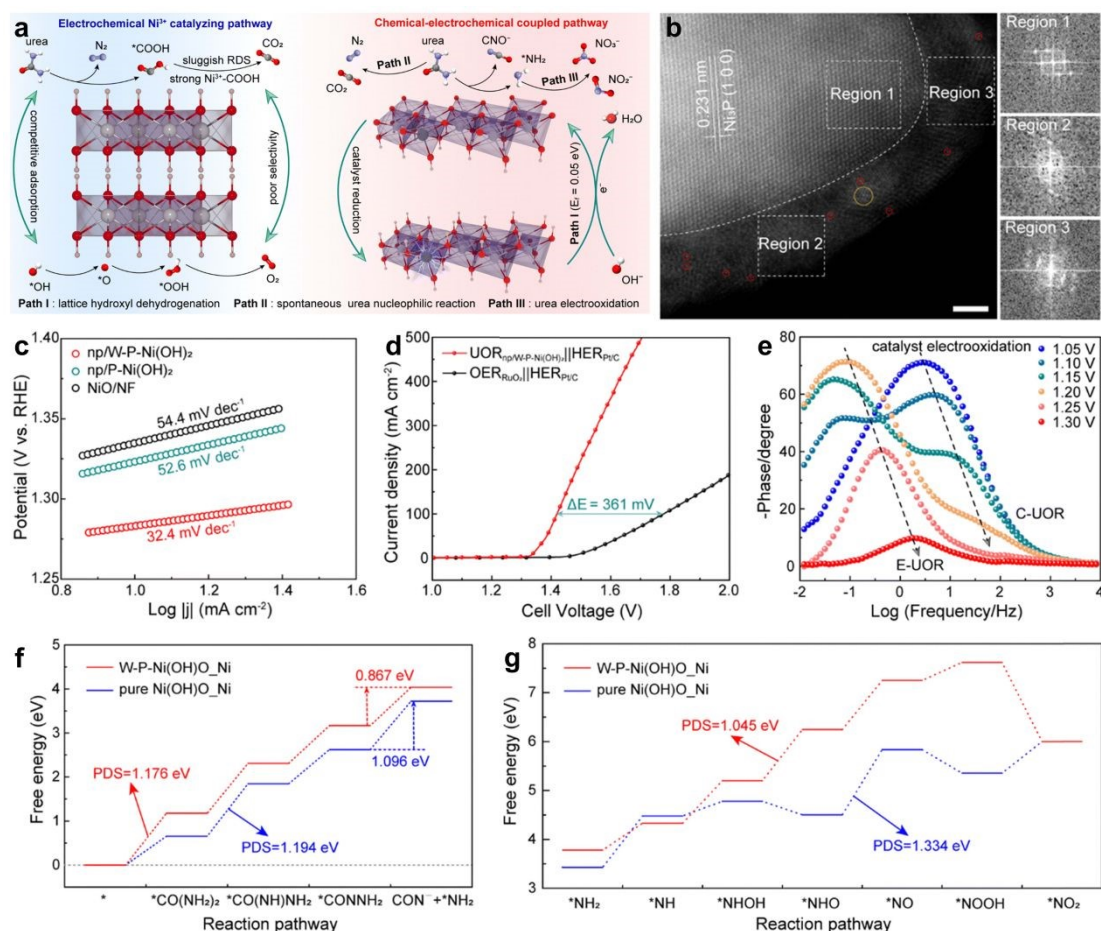 a
Electrochemical Ni³⁺ catalyzing pathway
urea
N₂
*COOH
sluggish RDS
CO₂
strong Ni³⁺-COOH
competitive adsorption
poor selectivity
*OH
*O
*OOH
O₂
Chemical-electrochemical coupled pathway
N₂
urea
CNO⁻
*NH₂
NO₃⁻
Path II
Path III
CO₂
NO₂⁻
H₂O
catalyst reduction
Path I (Eᵣ = 0.05 eV)
e⁻
OH⁻
Path I : lattice hydroxyl dehydrogenation Path II : spontaneous urea nucleophilic reaction Path III : urea electrooxidation
b
0.231 nm
Ni₂P (1 0 0)
Region 1
Region 3
Region 2
Region 1
Region 2
Region 3
c
Potential (V vs. RHE)
1.40
1.35
1.30
1.25
np/W-P-Ni(OH)₂
np/P-Ni(OH)₂
NiO/NF
54.4 mV dec⁻¹
52.6 mV dec⁻¹
32.4 mV dec⁻¹
0.8 1.0 1.2 1.4 1.6
Log |j| (mA cm⁻²)
d
Current density (mA cm⁻²)
500
400
300
200
100
0
UORnp/W-P-Ni(OH)₂||HERPt/C
OERRuO₂||HERPt/C
ΔE = 361 mV
1.0 1.2 1.4 1.6 1.8 2.0
Cell Voltage (V)
e
-Phase/degree
80
60
40
20
0
catalyst electrooxidation
1.05 V
1.10 V
1.15 V
1.20 V
1.25 V
1.30 V
C-UOR
E-UOR
-2 -1 0 1 2 3 4
Log (Frequency/Hz)
f
Free energy (eV)
5
4
3
2
1
0
W-P-Ni(OH)O_Ni
pure Ni(OH)O_Ni
0.867 eV
1.096 eV
PDS=1.176 eV
PDS=1.194 eV
* *CO(NH₂)₂ *CO(NH)NH₂ *CONNH₂ CON⁻+*NH₂
Reaction pathway
g
Free energy (eV)
8
7
6
5
4
3
W-P-Ni(OH)O_Ni
pure Ni(OH)O_Ni
PDS=1.045 eV
PDS=1.334 eV
*NH₂ *NH *NHOH *NHO *NO *NOOH *NO₂
Reaction pathway